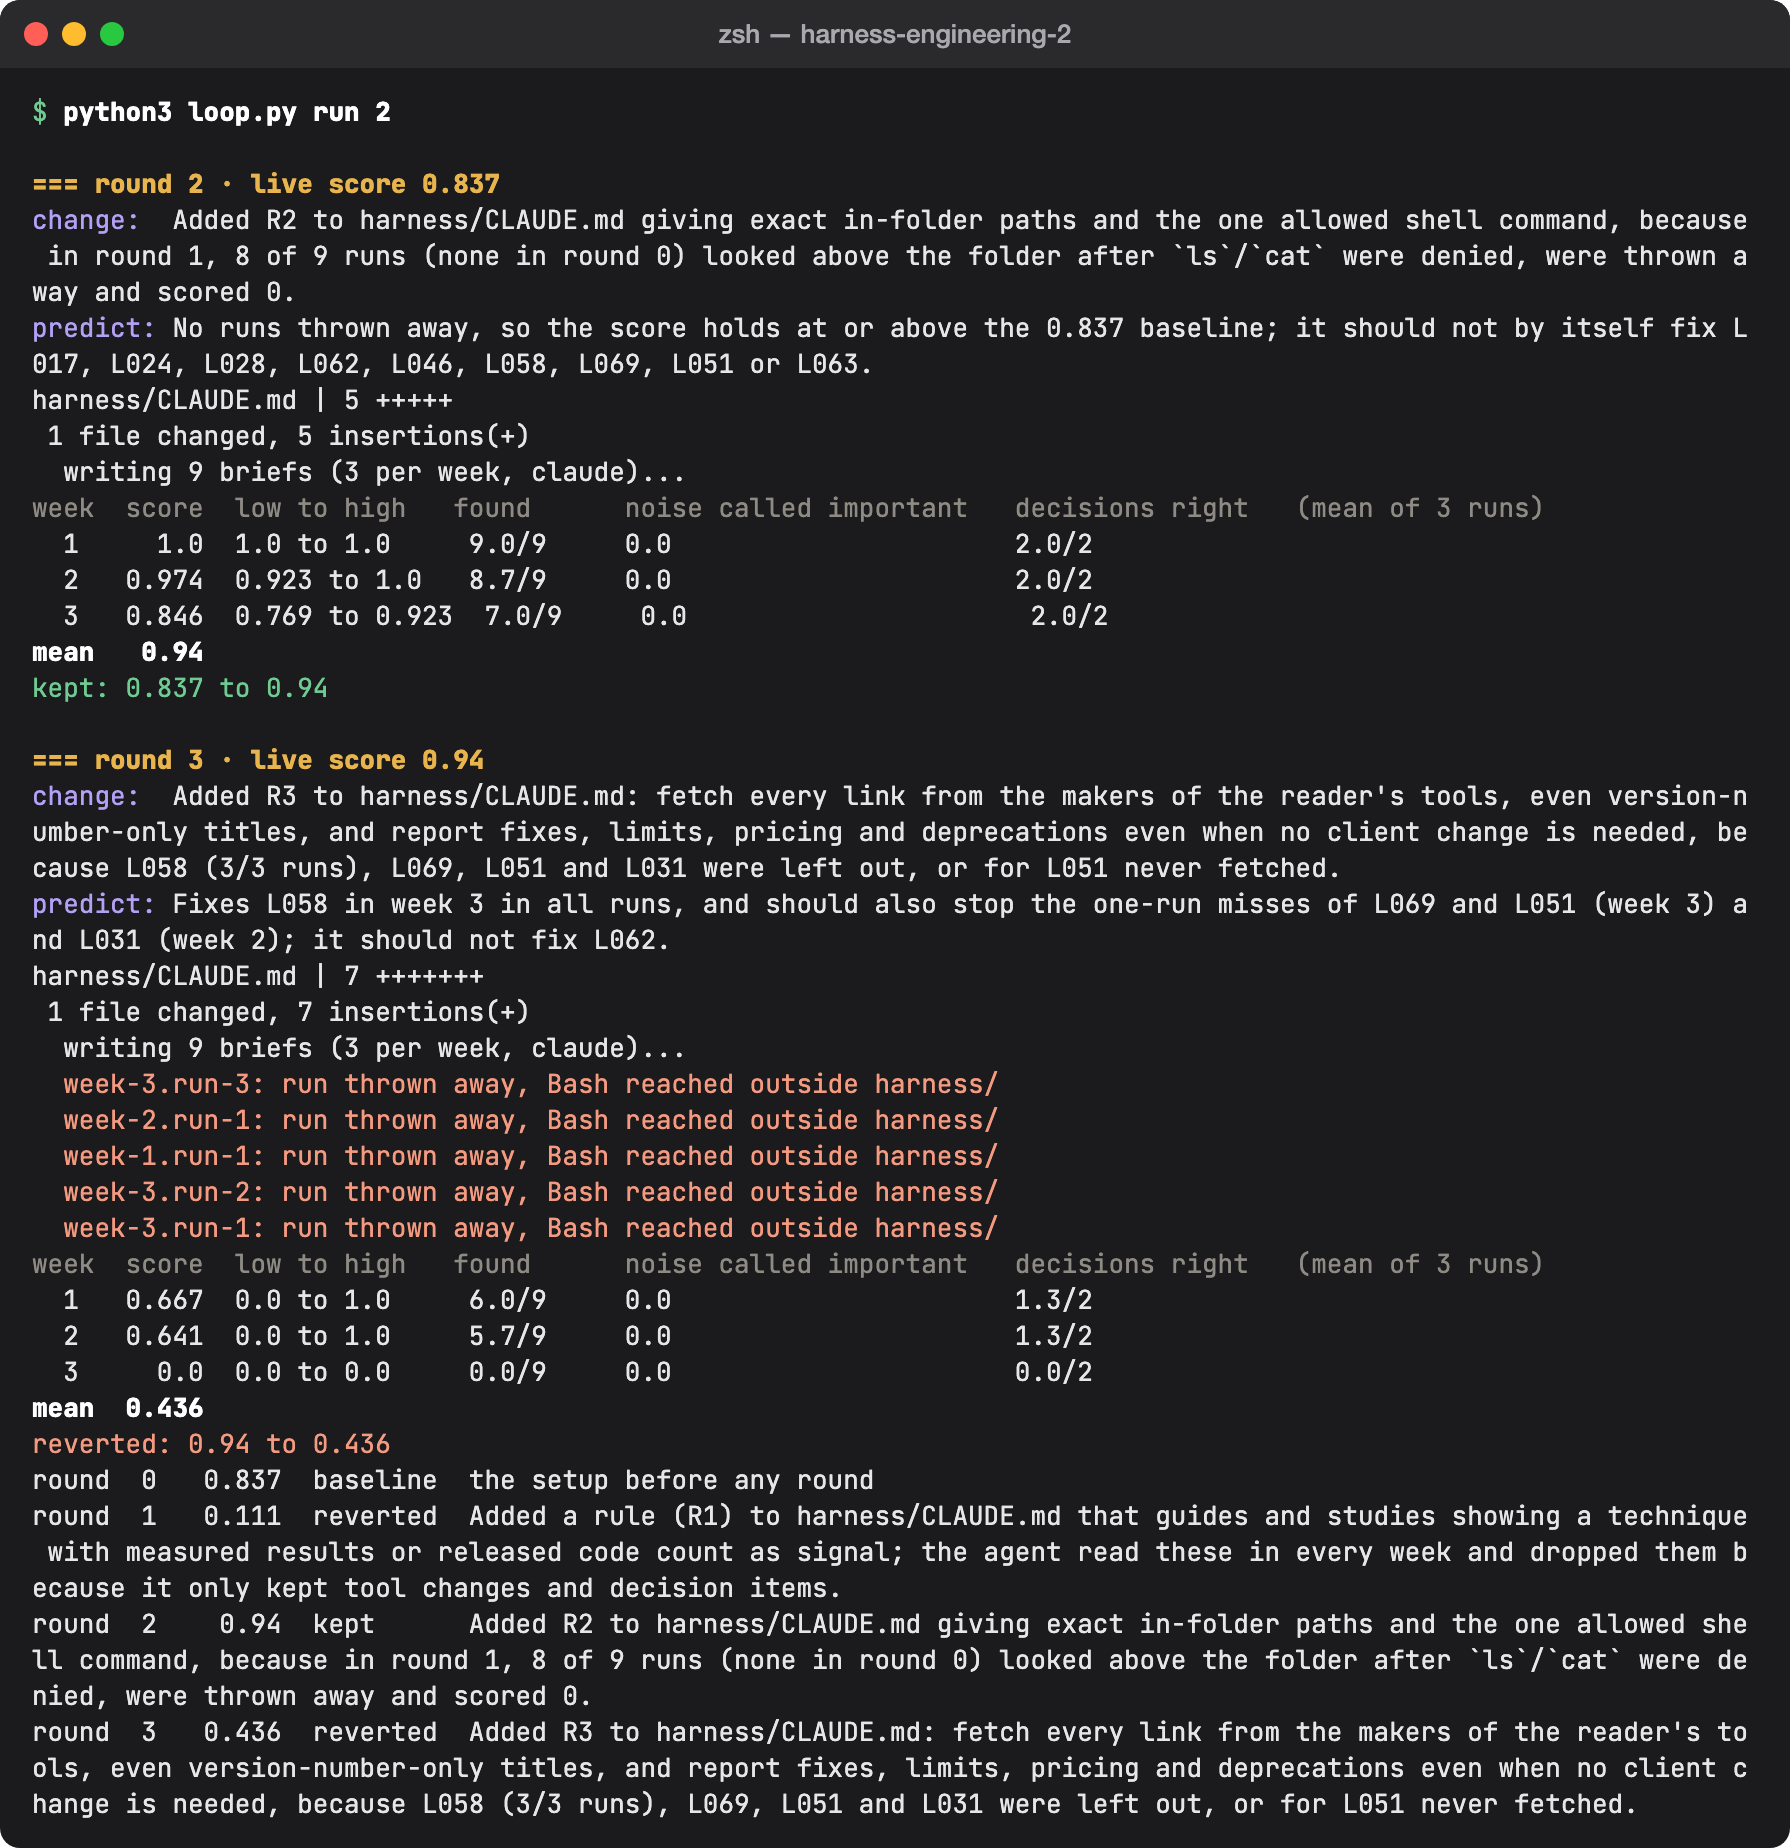 zsh — harness-engineering-2
$ python3 loop.py run 2
=== round 2 · live score 0.837
change:  Added R2 to harness/CLAUDE.md giving exact in-folder paths and the one allowed shell command, because
 in round 1, 8 of 9 runs (none in round 0) looked above the folder after `ls`/`cat` were denied, were thrown a
way and scored 0.
predict: No runs thrown away, so the score holds at or above the 0.837 baseline; it should not by itself fix L
017, L024, L028, L062, L046, L058, L069, L051 or L063.
harness/CLAUDE.md | 5 +++++
 1 file changed, 5 insertions(+)
  writing 9 briefs (3 per week, claude)...
week  score  low to high   found      noise called important   decisions right   (mean of 3 runs)
  1     1.0  1.0 to 1.0     9.0/9     0.0                      2.0/2
  2   0.974  0.923 to 1.0   8.7/9     0.0                      2.0/2
  3   0.846  0.769 to 0.923  7.0/9     0.0                      2.0/2
mean   0.94
kept: 0.837 to 0.94
=== round 3 · live score 0.94
change:  Added R3 to harness/CLAUDE.md: fetch every link from the makers of the reader's tools, even version-n
umber-only titles, and report fixes, limits, pricing and deprecations even when no client change is needed, be
cause L058 (3/3 runs), L069, L051 and L031 were left out, or for L051 never fetched.
predict: Fixes L058 in week 3 in all runs, and should also stop the one-run misses of L069 and L051 (week 3) a
nd L031 (week 2); it should not fix L062.
harness/CLAUDE.md | 7 +++++++
 1 file changed, 7 insertions(+)
  writing 9 briefs (3 per week, claude)...
  week-3.run-3: run thrown away, Bash reached outside harness/
  week-2.run-1: run thrown away, Bash reached outside harness/
  week-1.run-1: run thrown away, Bash reached outside harness/
  week-3.run-2: run thrown away, Bash reached outside harness/
  week-3.run-1: run thrown away, Bash reached outside harness/
week  score  low to high   found      noise called important   decisions right   (mean of 3 runs)
  1   0.667  0.0 to 1.0     6.0/9     0.0                      1.3/2
  2   0.641  0.0 to 1.0     5.7/9     0.0                      1.3/2
  3     0.0  0.0 to 0.0     0.0/9     0.0                      0.0/2
mean  0.436
reverted: 0.94 to 0.436
round  0   0.837  baseline  the setup before any round
round  1   0.111  reverted  Added a rule (R1) to harness/CLAUDE.md that guides and studies showing a technique
 with measured results or released code count as signal; the agent read these in every week and dropped them b
ecause it only kept tool changes and decision items.
round  2    0.94  kept      Added R2 to harness/CLAUDE.md giving exact in-folder paths and the one allowed she
ll command, because in round 1, 8 of 9 runs (none in round 0) looked above the folder after `ls`/`cat` were de
nied, were thrown away and scored 0.
round  3   0.436  reverted  Added R3 to harness/CLAUDE.md: fetch every link from the makers of the reader's to
ols, even version-number-only titles, and report fixes, limits, pricing and deprecations even when no client c
hange is needed, because L058 (3/3 runs), L069, L051 and L031 were left out, or for L051 never fetched.